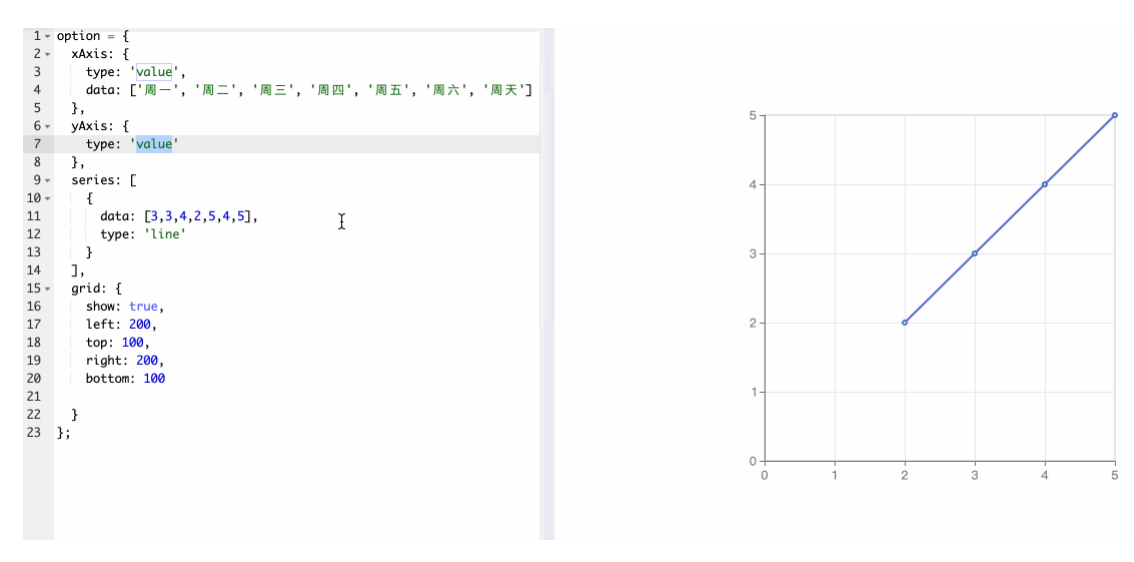 1 option = {
2 xAxis: {
3 type: 'value',
4 data: ['周一', '周二', '周三', '周四', '周五', '周六', '周天']
5 },
6 yAxis: {
7 type: 'value'
8 },
9 series: [
10 {
11 data: [3,3,4,2,5,4,5],
12 type: 'line'
13 }
14 ],
15 grid: {
16 show: true,
17 left: 200,
18 top: 100,
19 right: 200,
20 bottom: 100
21
22 }
23 };
5
4
3
2
1
0
0 1 2 3 4 5